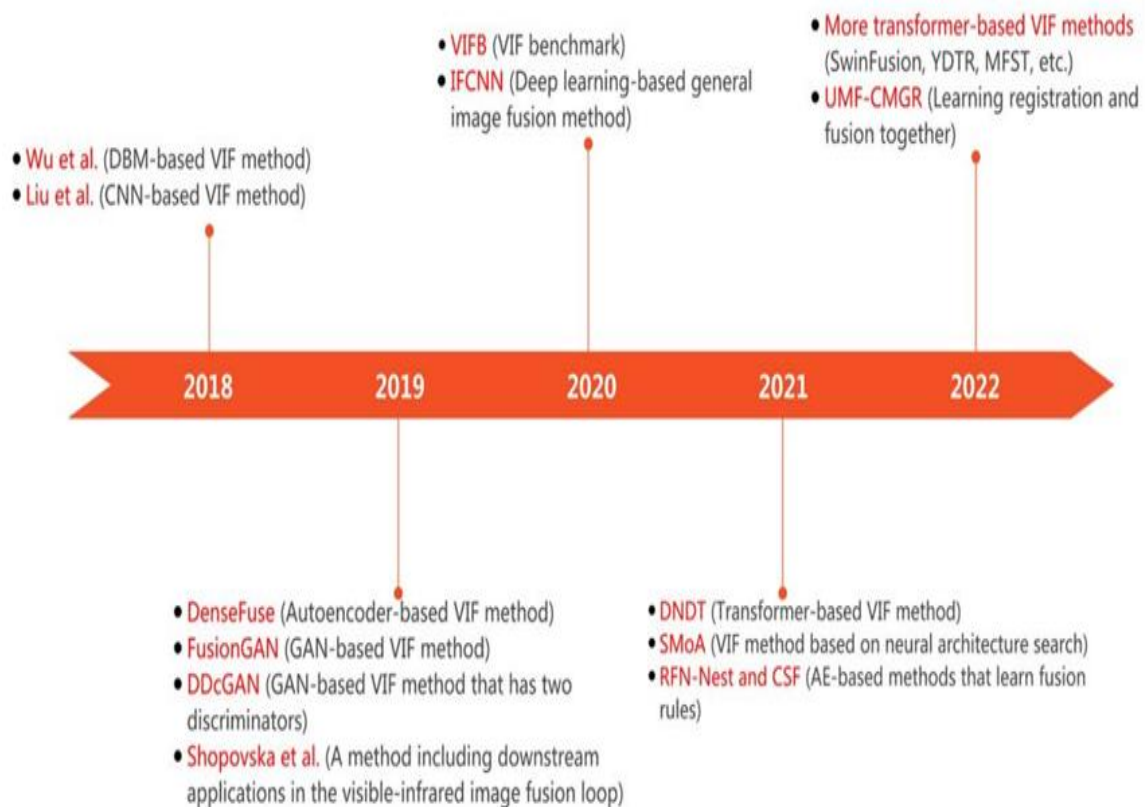 • VIFB (VIF benchmark)
• IFCNN (Deep learning-based general
image fusion method)
• More transformer-based VIF methods
(SwinFusion, YDTR, MFST, etc.)
• UMF-CMGR (Learning registration and
fusion together)
• Wu et al. (DBM-based VIF method)
• Liu et al. (CNN-based VIF method)
2018 2019 2020 2021 2022
• DenseFuse (Autoencoder-based VIF method)
• FusionGAN (GAN-based VIF method)
• DDcGAN (GAN-based VIF method that has two
discriminators)
• Shopovska et al. (A method including downstream
applications in the visible-infrared image fusion loop)
• DNDT (Transformer-based VIF method)
• SMoA (VIF method based on neural architecture search)
• RFN-Nest and CSF (AE-based methods that learn fusion
rules)